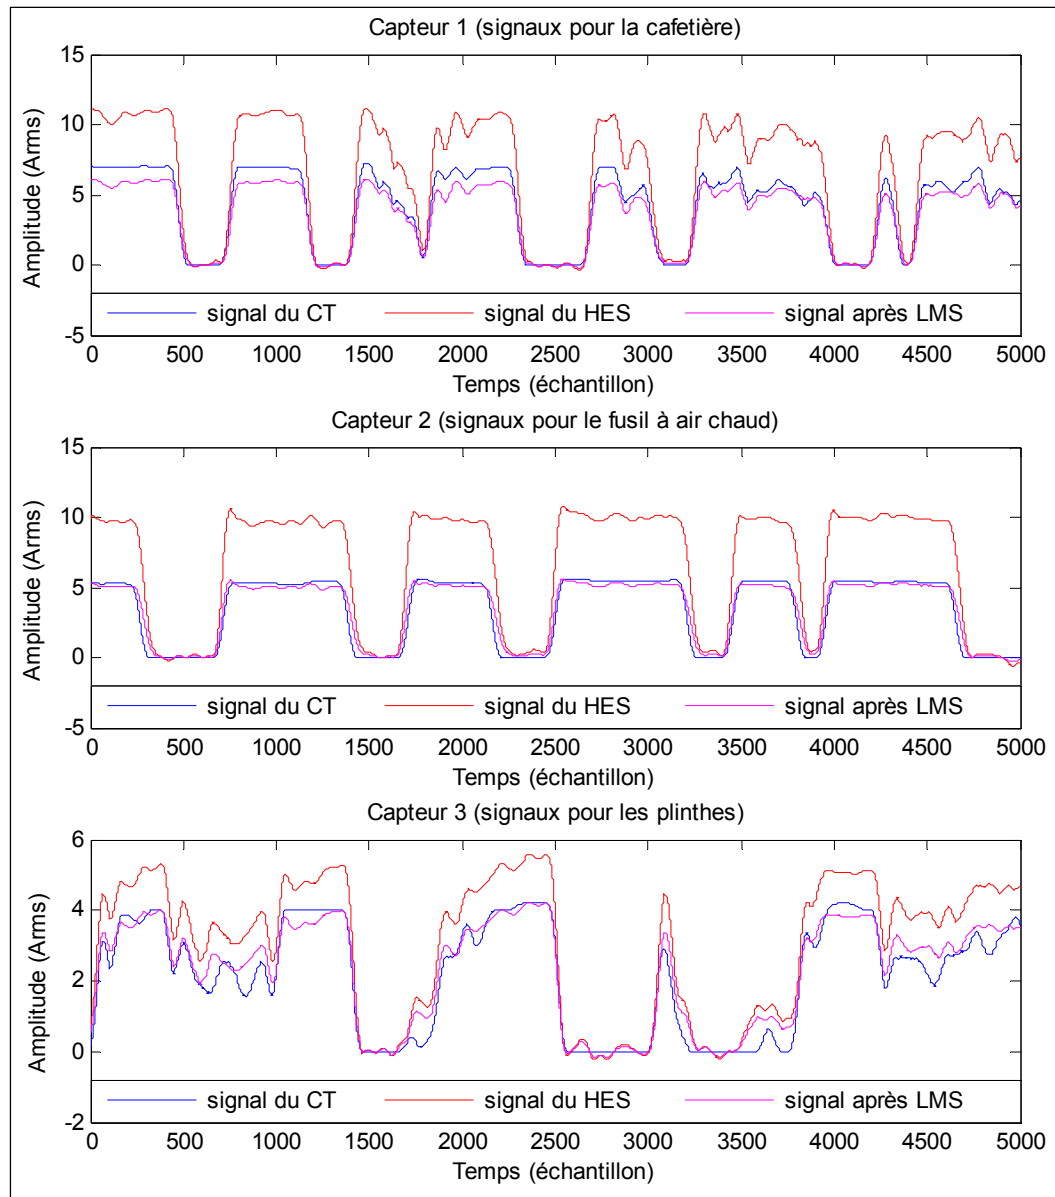 Capteur 1 (signaux pour la cafetière)
15
10
5
0
-5
Amplitude (Arms)
signal du CT signal du HES signal après LMS
0 500 1000 1500 2000 2500 3000 3500 4000 4500 5000
Temps (échantillon)
Capteur 2 (signaux pour le fusil à air chaud)
15
10
5
0
-5
Amplitude (Arms)
signal du CT signal du HES signal après LMS
0 500 1000 1500 2000 2500 3000 3500 4000 4500 5000
Temps (échantillon)
Capteur 3 (signaux pour les plinthes)
6
4
2
0
-2
Amplitude (Arms)
signal du CT signal du HES signal après LMS
0 500 1000 1500 2000 2500 3000 3500 4000 4500 5000
Temps (échantillon)